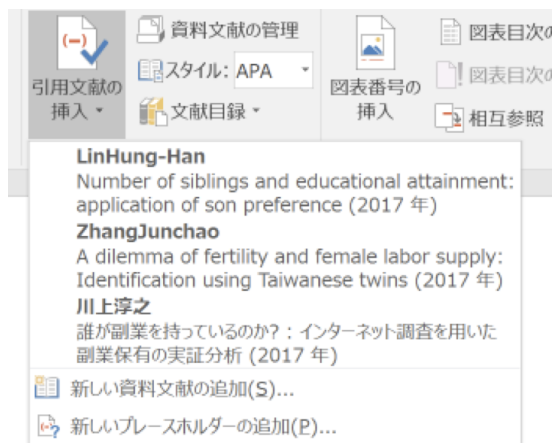 引用文献の
挿入
資料文献の管理
スタイル: APA
文献目録
図表番号の
挿入
図表目次の
図表目次の
相互参照
LinHung-Han
Number of siblings and educational attainment:
application of son preference (2017 年)
ZhangJunchao
A dilemma of fertility and female labor supply:
Identification using Taiwanese twins (2017 年)
川上淳之
誰が副業を持っているのか?：インターネット調査を用いた
副業保有の実証分析 (2017 年)
新しい資料文献の追加(S)...
新しいプレースホルダーの追加(P)...